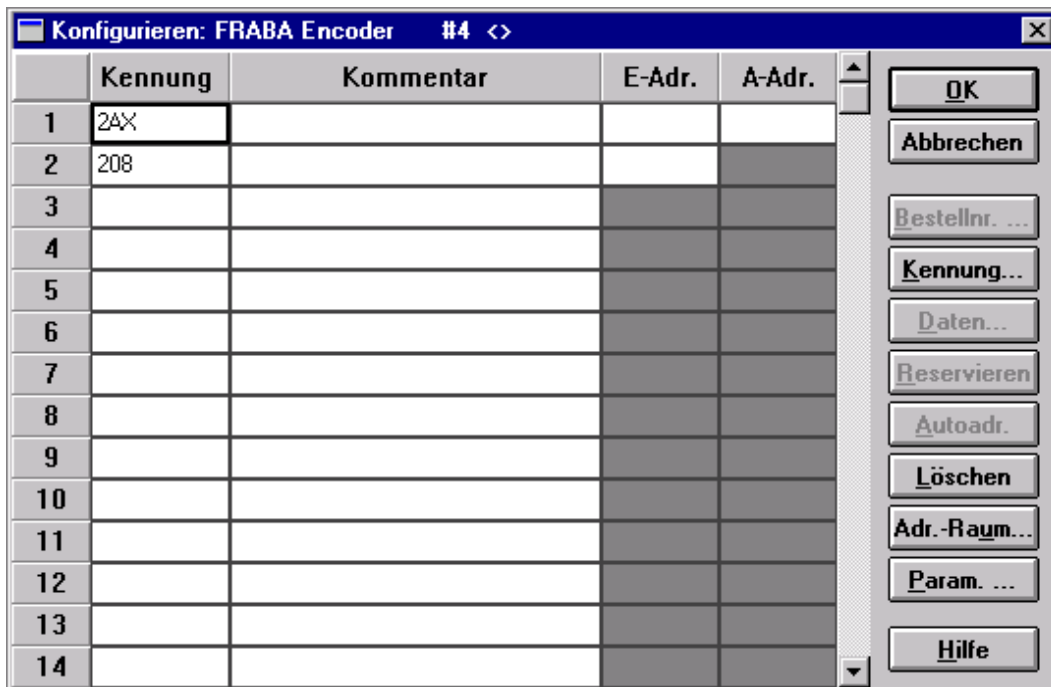 Konfigurieren: FRABA Encoder #4 <>
Kennung Kommentar E-Adr. A-Adr.
1 2AX
2 208
3
4
5
6
7
8
9
10
11
12
13
14
OK
Abbrechen
Bestellnr. ...
Kennung...
Daten...
Reservieren
Autoadr.
Löschen
Adr.-Raum...
Param. ...
Hilfe